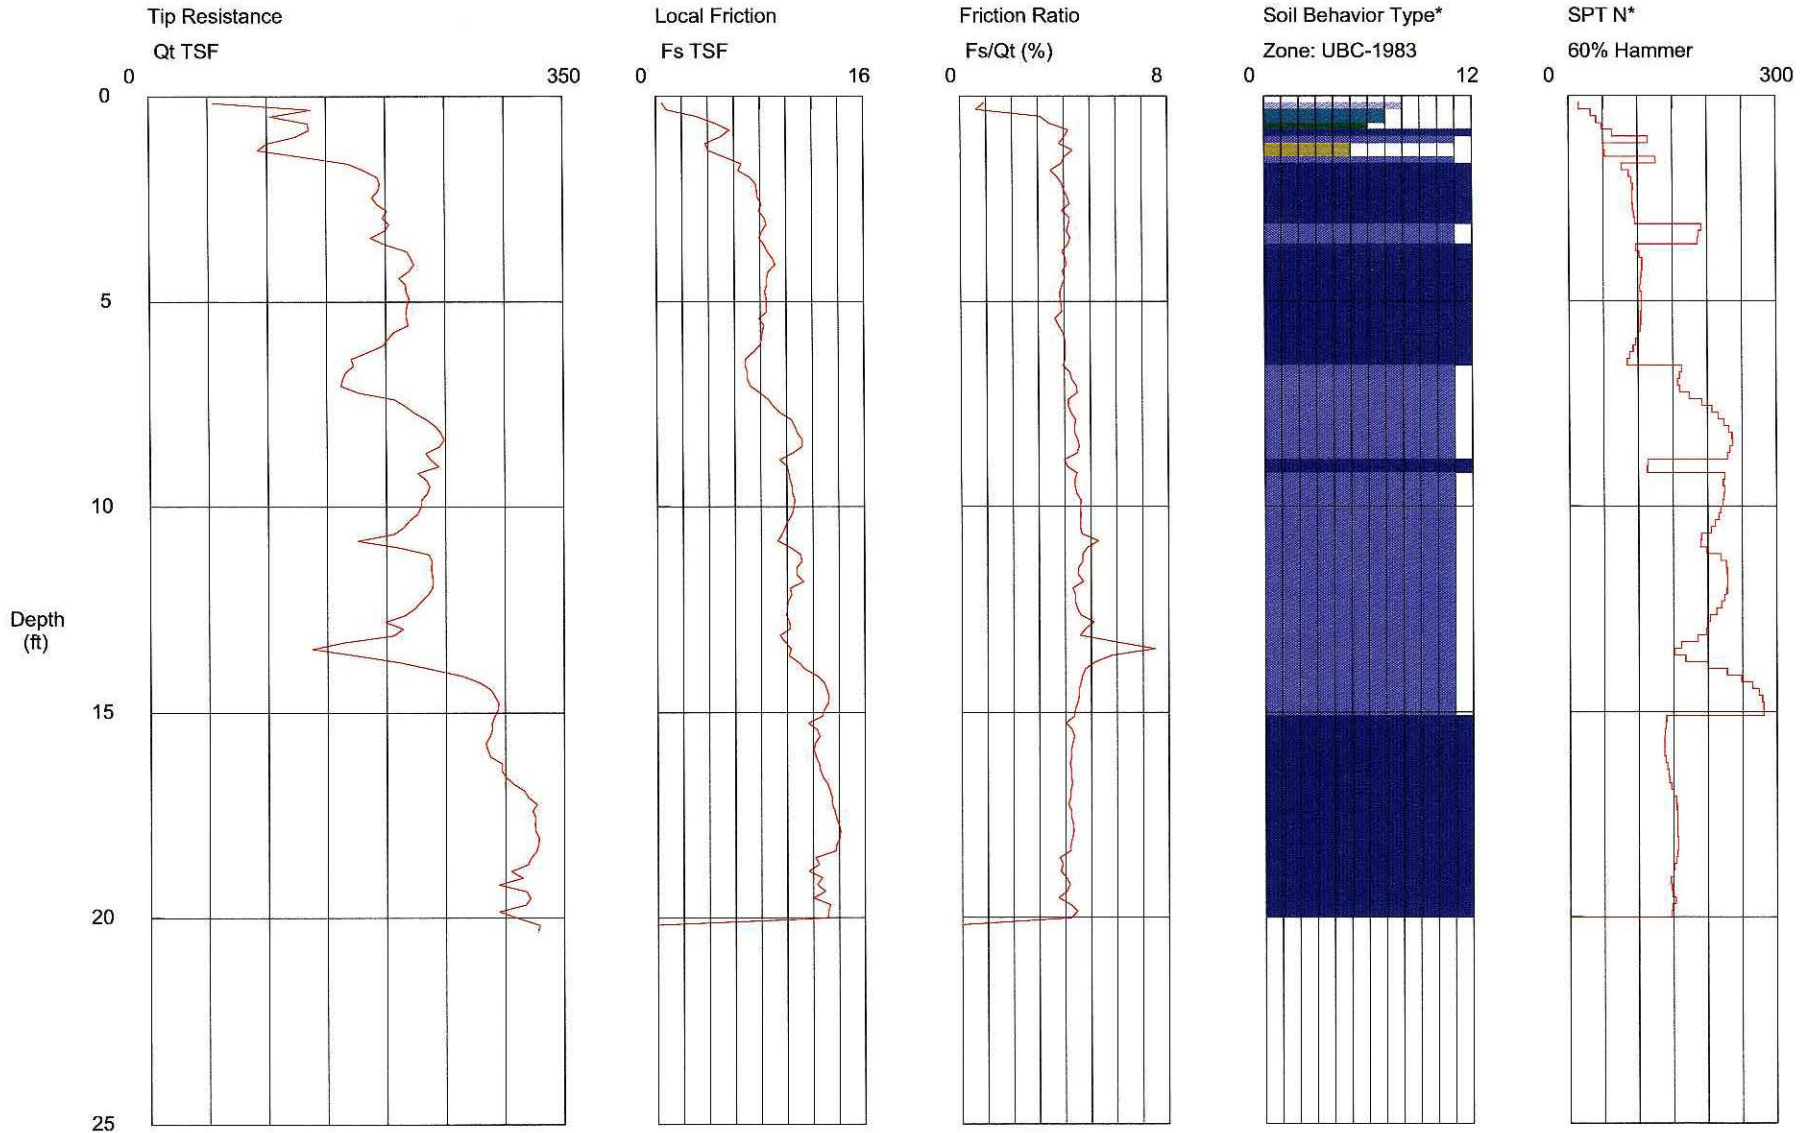 Tip Resistance
Qt TSF
0 350
Local Friction
Fs TSF
0 16
Friction Ratio
Fs/Qt (%)
0 8
Soil Behavior Type*
Zone: UBC-1983
0 12
SPT N*
60% Hammer
0 300
0
5
10
Depth
(ft)
15
20
25